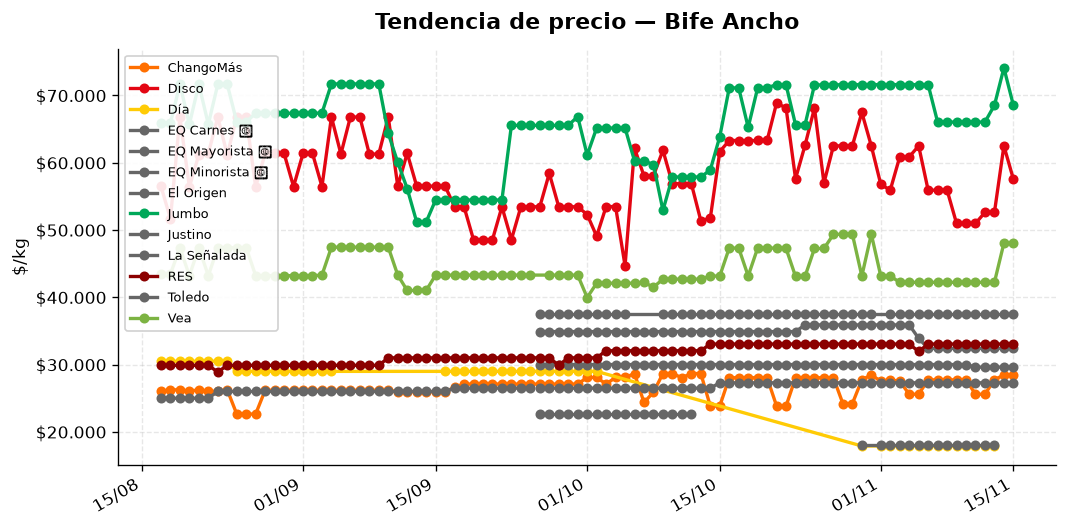 Tendencia de precio — Bife Ancho
ChangoMás
Disco
Día
EQ Carnes
EQ Mayorista
EQ Minorista
El Origen
Jumbo
Justino
La Señalada
RES
Toledo
Vea
$/kg
$70.000
$60.000
$50.000
$40.000
$30.000
$20.000
15/08
01/09
15/09
01/10
15/10
01/11
15/11